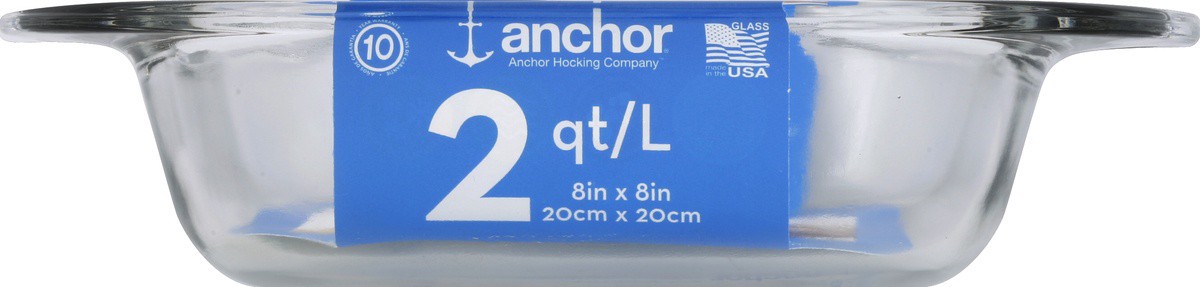 10
anchor
Anchor Hocking Company
GLASS
made
in the USA
2 qt/L
8in x 8in
20cm x 20cm